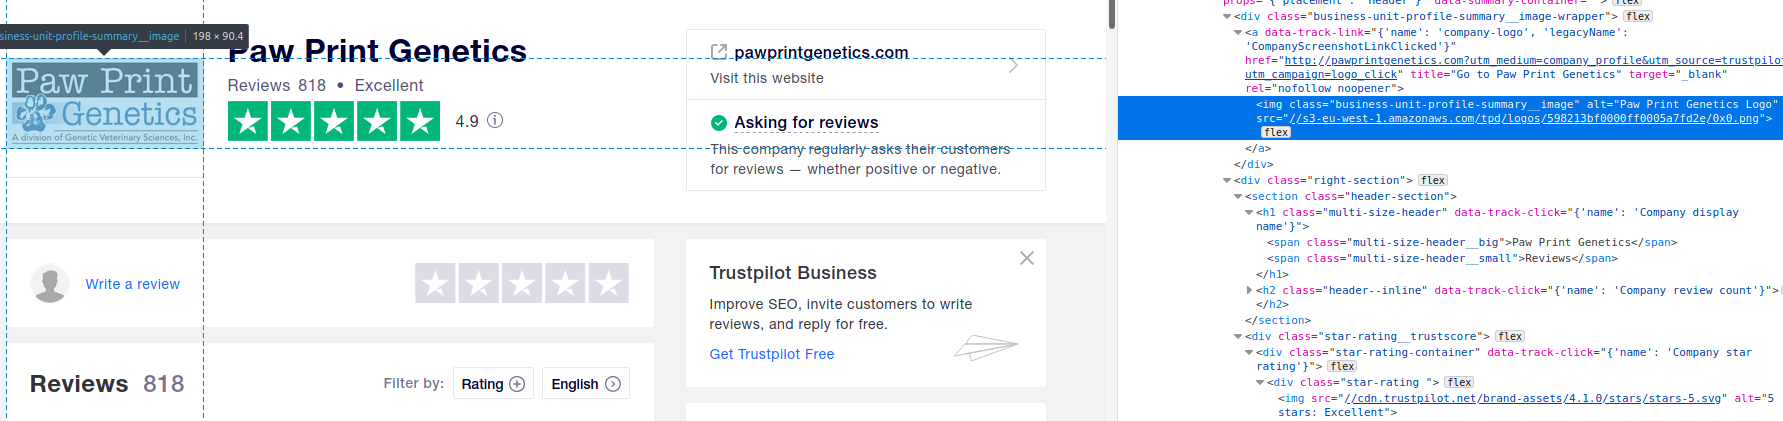 siness-unit-profile-summary__image | 198 × 90.4
Paw Print
Genetics
A division of Genetic Veterinary Sciences, Inc.
Paw Print Genetics
Reviews 818 • Excellent
4.9
pawprintgenetics.com
Visit this website
Asking for reviews
This company regularly asks their customers
for reviews — whether positive or negative.
Write a review
Trustpilot Business
Improve SEO, invite customers to write
reviews, and reply for free.
Get Trustpilot Free
Reviews 818
Filter by:
Rating
English
props="{'placement': 'header'}" data-summary-container="" flex
<div class="business-unit-profile-summary__image-wrapper"> flex
<a data-track-link="{'name': 'company-logo', 'legacyName':
'CompanyScreenshotLinkClicked'}"
href="http://pawprintgenetics.com?utm_medium=company_profile&utm_source=trustpilot
utm_campaign=logo_click" title="Go to Paw Print Genetics" target="_blank"
rel="nofollow noopener">
<img class="business-unit-profile-summary__image" alt="Paw Print Genetics Logo"
src="//s3-eu-west-1.amazonaws.com/tpd/logos/598213bf0000ff0005a7fd2e/0x0.png">
flex
</a>
</div>
<div class="right-section"> flex
<section class="header-section">
<h1 class="multi-size-header" data-track-click="{'name': 'Company display
name'}">
<span class="multi-size-header__big">Paw Print Genetics</span>
<span class="multi-size-header__small">Reviews</span>
</h1>
<h2 class="header--inline" data-track-click="{'name': 'Company review count'}">
</h2>
</section>
<div class="star-rating__trustscore"> flex
<div class="star-rating-container" data-track-click="{'name': 'Company star
rating'}"> flex
<div class="star-rating "> flex
<img src="//cdn.trustpilot.net/brand-assets/4.1.0/stars/stars-5.svg" alt="5
stars: Excellent">